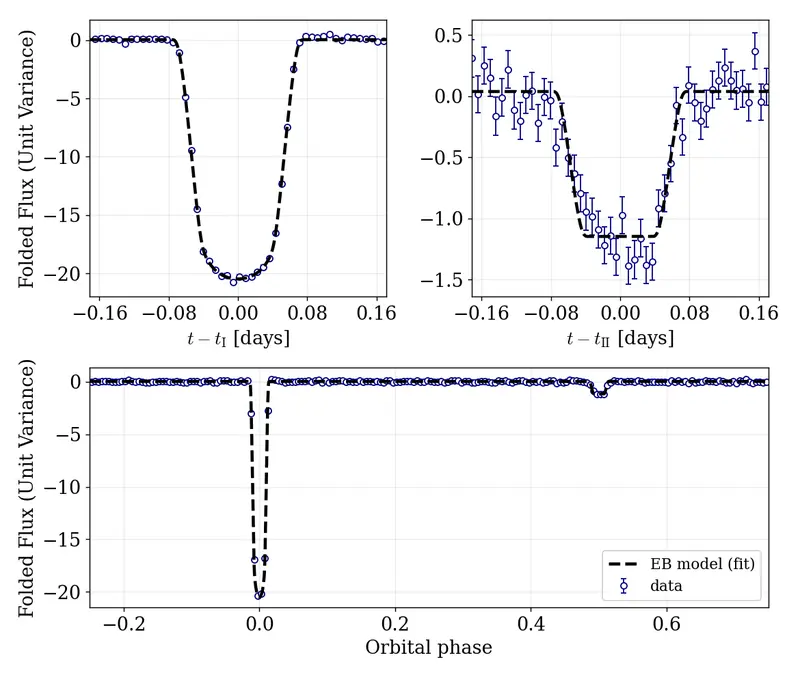 Folded Flux (Unit Variance)
0
−5
−10
−15
−20
−0.16 −0.08 0.00 0.08 0.16
t − tI [days]
0.5
0.0
−0.5
−1.0
−1.5
−0.16 −0.08 0.00 0.08 0.16
t − tII [days]
Folded Flux (Unit Variance)
0
−5
−10
−15
−20
−0.2 0.0 0.2 0.4 0.6
Orbital phase
EB model (fit)
data